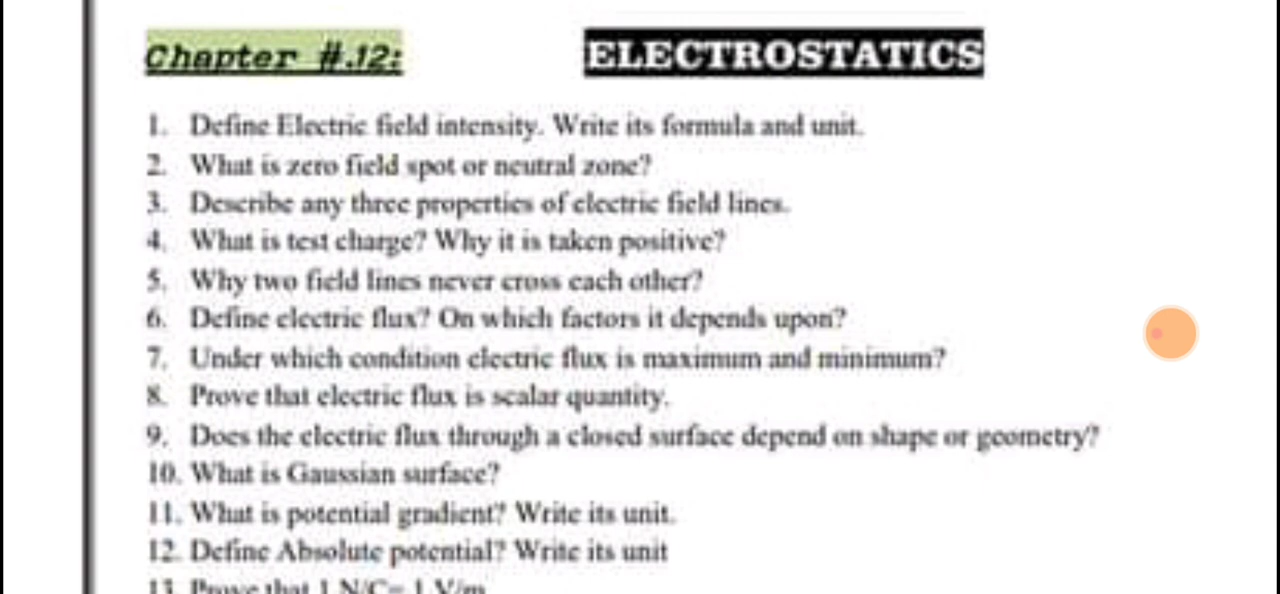 Chapter #.12:
ELECTROSTATICS
1. Define Electric field intensity. Write its formula and unit.
2. What is zero field spot or neutral zone?
3. Describe any three properties of electric field lines.
4. What is test charge? Why it is taken positive?
5. Why two field lines never cross each other?
6. Define electric flux? On which factors it depends upon?
7. Under which condition electric flux is maximum and minimum?
8. Prove that electric flux is scalar quantity.
9. Does the electric flux through a closed surface depend on shape or geometry?
10. What is Gaussian surface?
11. What is potential gradient? Write its unit.
12. Define Absolute potential? Write its unit
13. Prove that 1 N/C= 1 V/m